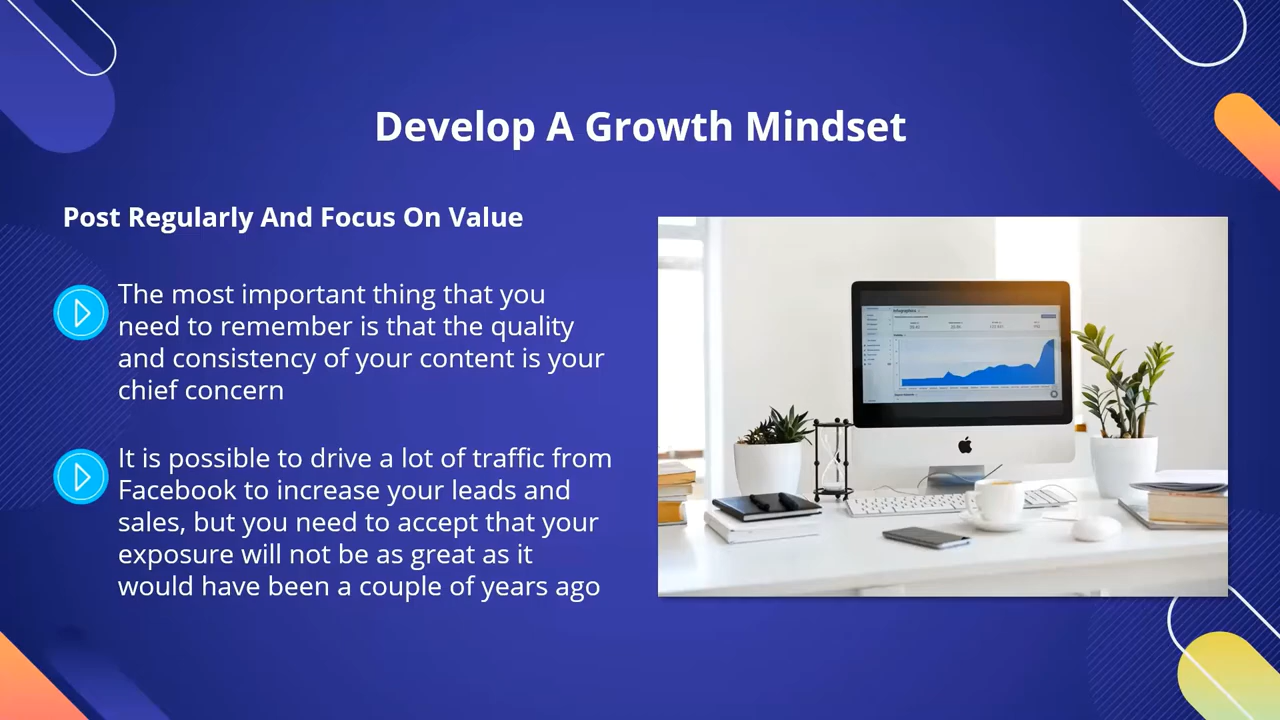 Develop A Growth Mindset
Post Regularly And Focus On Value
The most important thing that you
need to remember is that the quality
and consistency of your content is your
chief concern
It is possible to drive a lot of traffic from
Facebook to increase your leads and
sales, but you need to accept that your
exposure will not be as great as it
would have been a couple of years ago